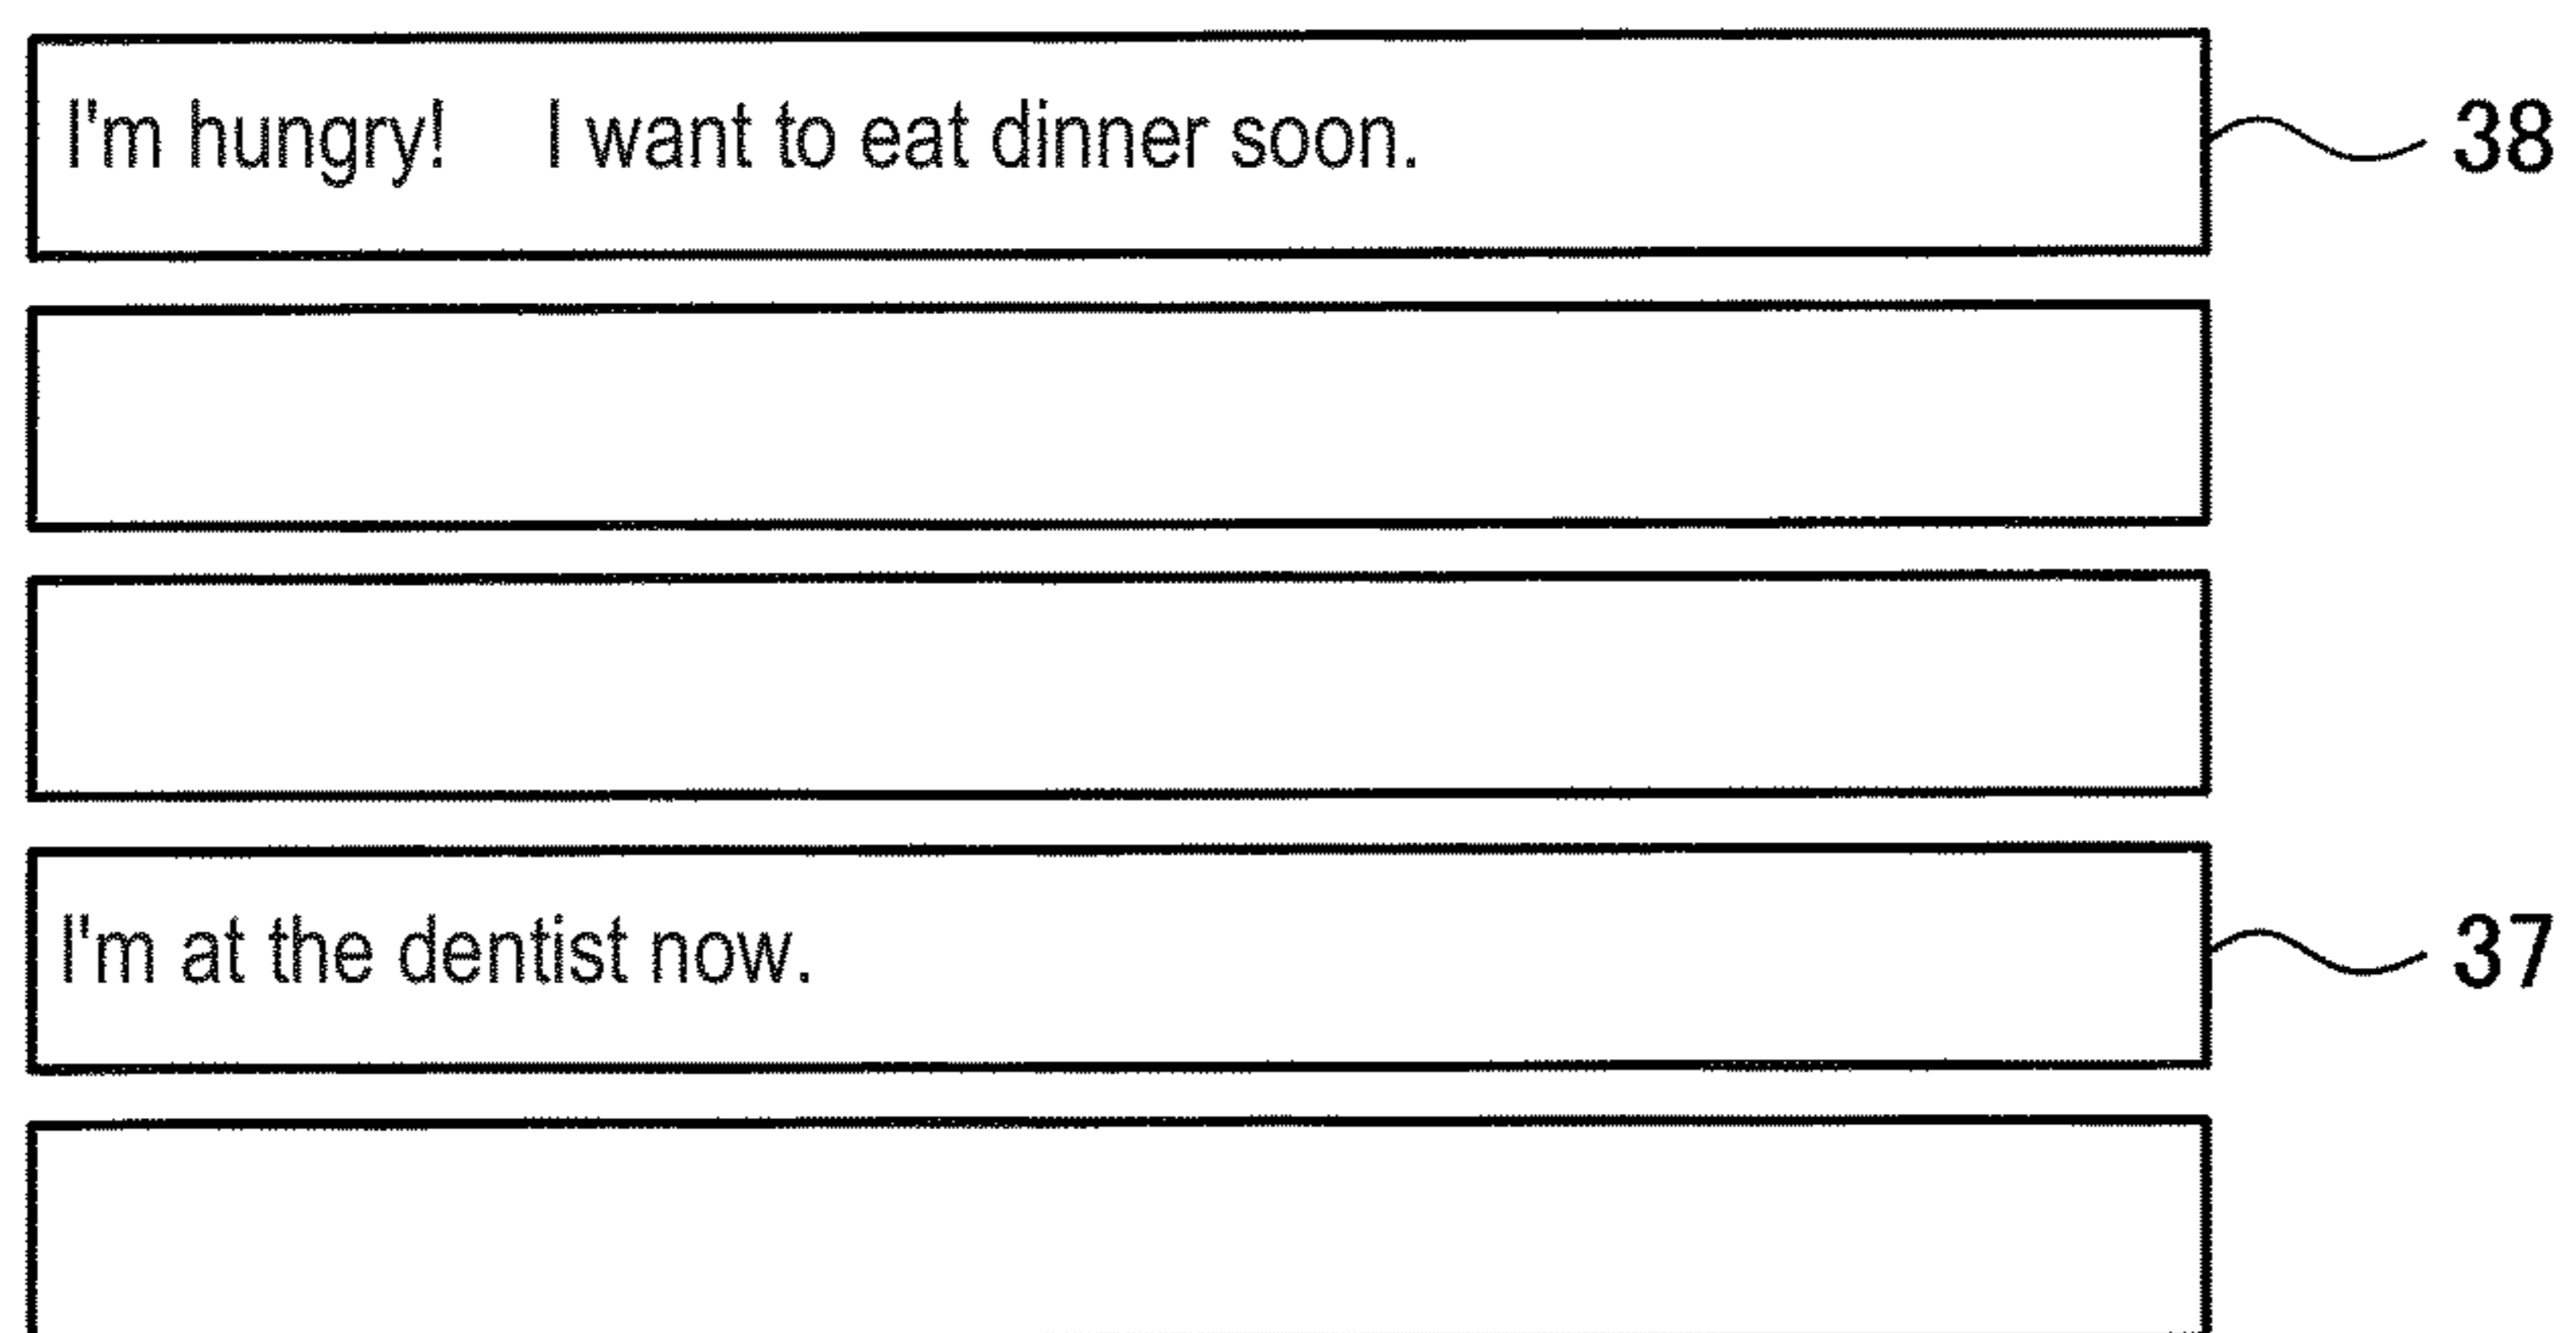 I'm hungry! I want to eat dinner soon. 38
I'm at the dentist now. 37